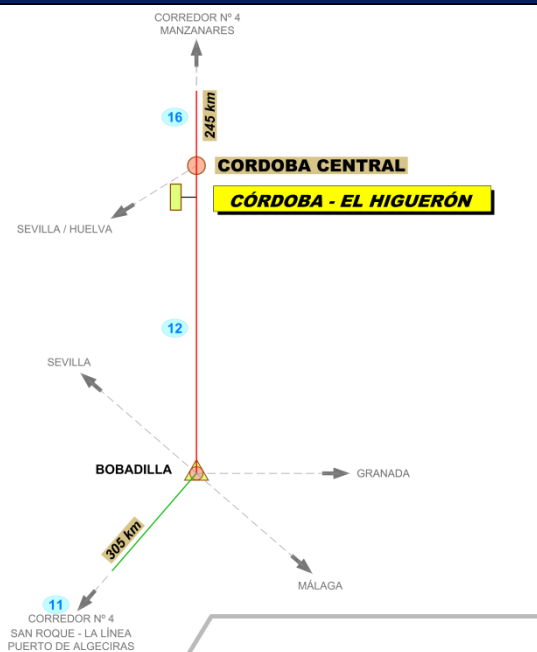 CORREDOR Nº 4
MANZANARES
16
245 km
CORDOBA CENTRAL
CÓRDOBA - EL HIGUERÓN
SEVILLA / HUELVA
12
SEVILLA
BOBADILLA
GRANADA
305 km
MÁLAGA
11
CORREDOR Nº 4
SAN ROQUE - LA LÍNEA
PUERTO DE ALGECIRAS